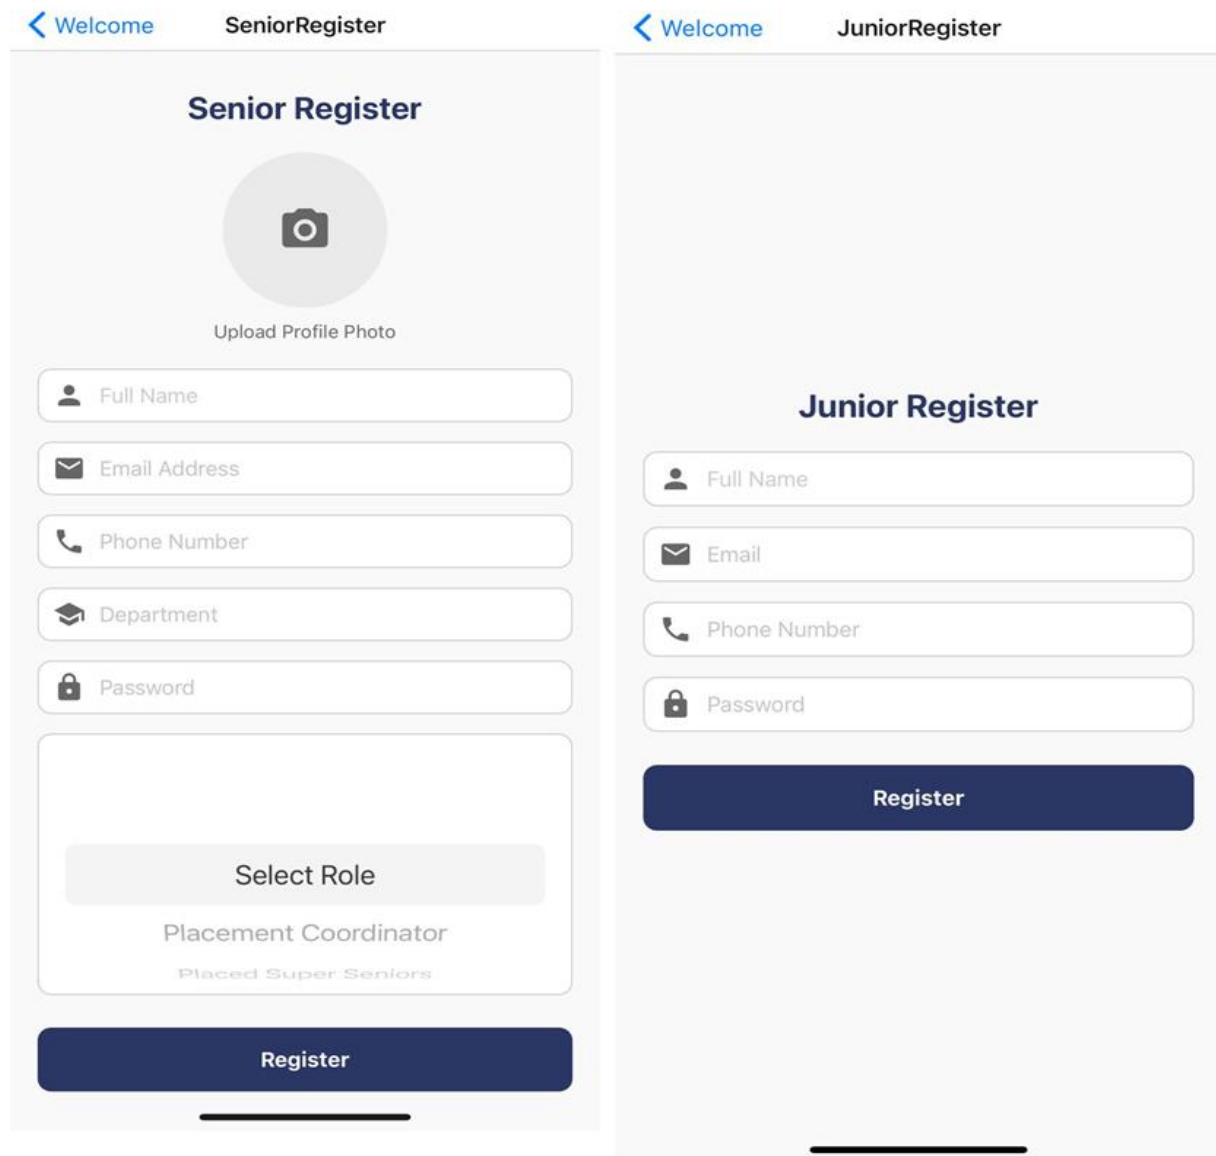 Welcome
SeniorRegister
Senior Register
Upload Profile Photo
Full Name
Email Address
Phone Number
Department
Password
Select Role
Placement Coordinator
Placed Super Seniors
Register
Welcome
JuniorRegister
Junior Register
Full Name
Email
Phone Number
Password
Register